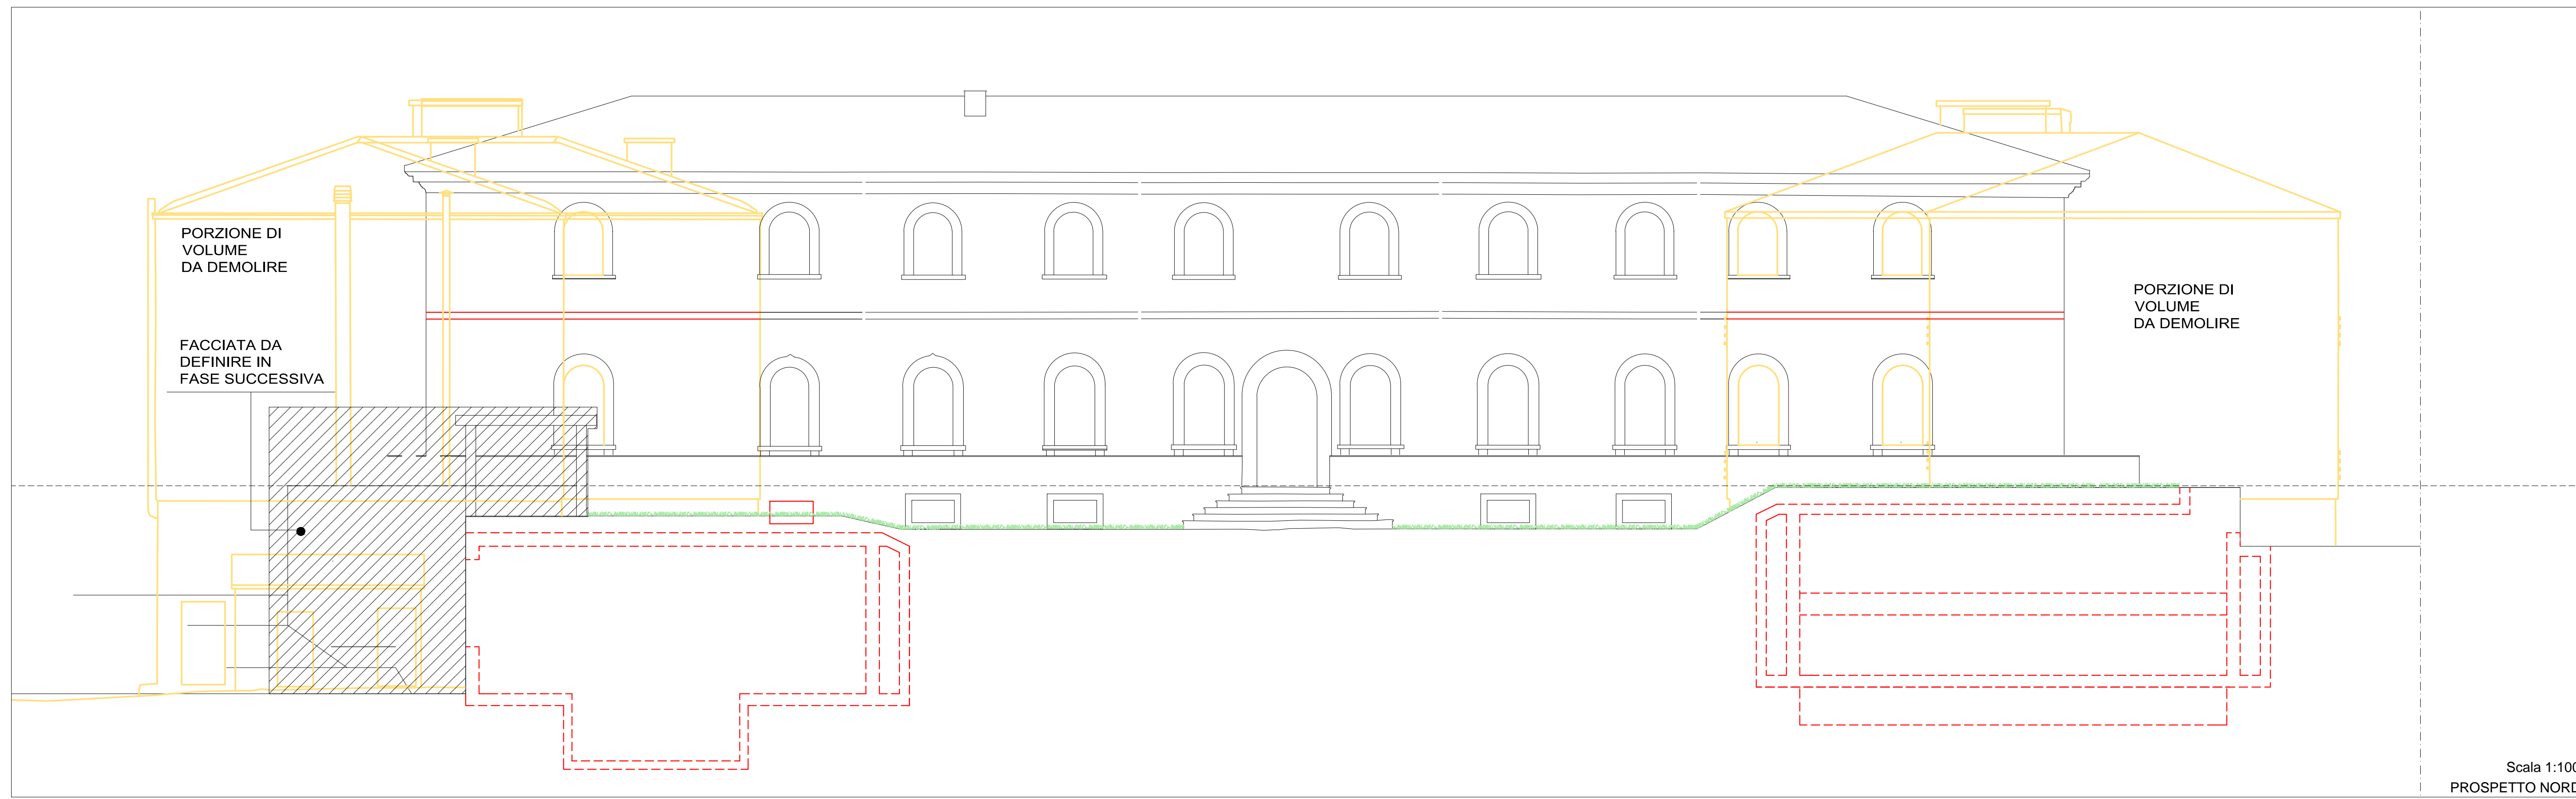 PORZIONE DI
VOLUME
DA DEMOLIRE
FACCIATA DA
DEFINIRE IN
FASE SUCCESSIVA
PORZIONE DI
VOLUME
DA DEMOLIRE
Scala 1:100
PROSPETTO NORD